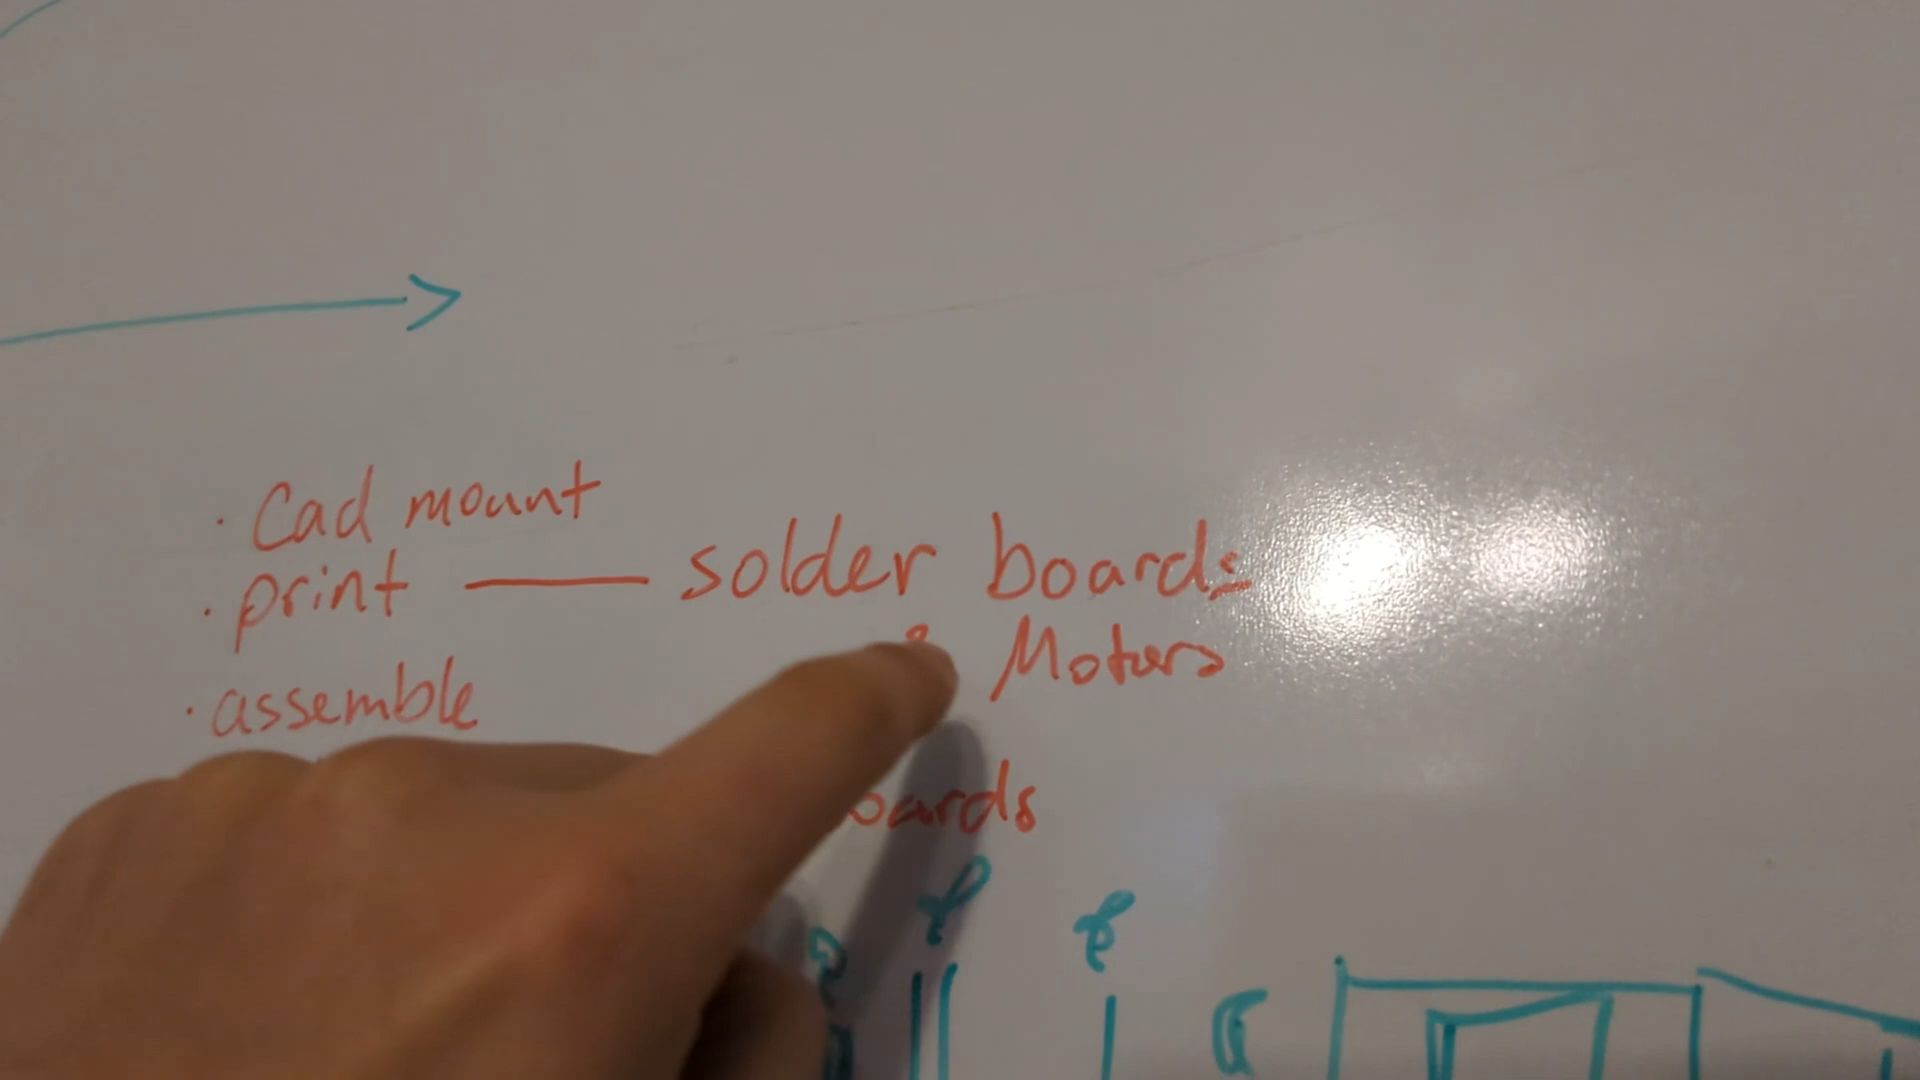 · Cad mount
· print — solder boards
& Motors
· assemble